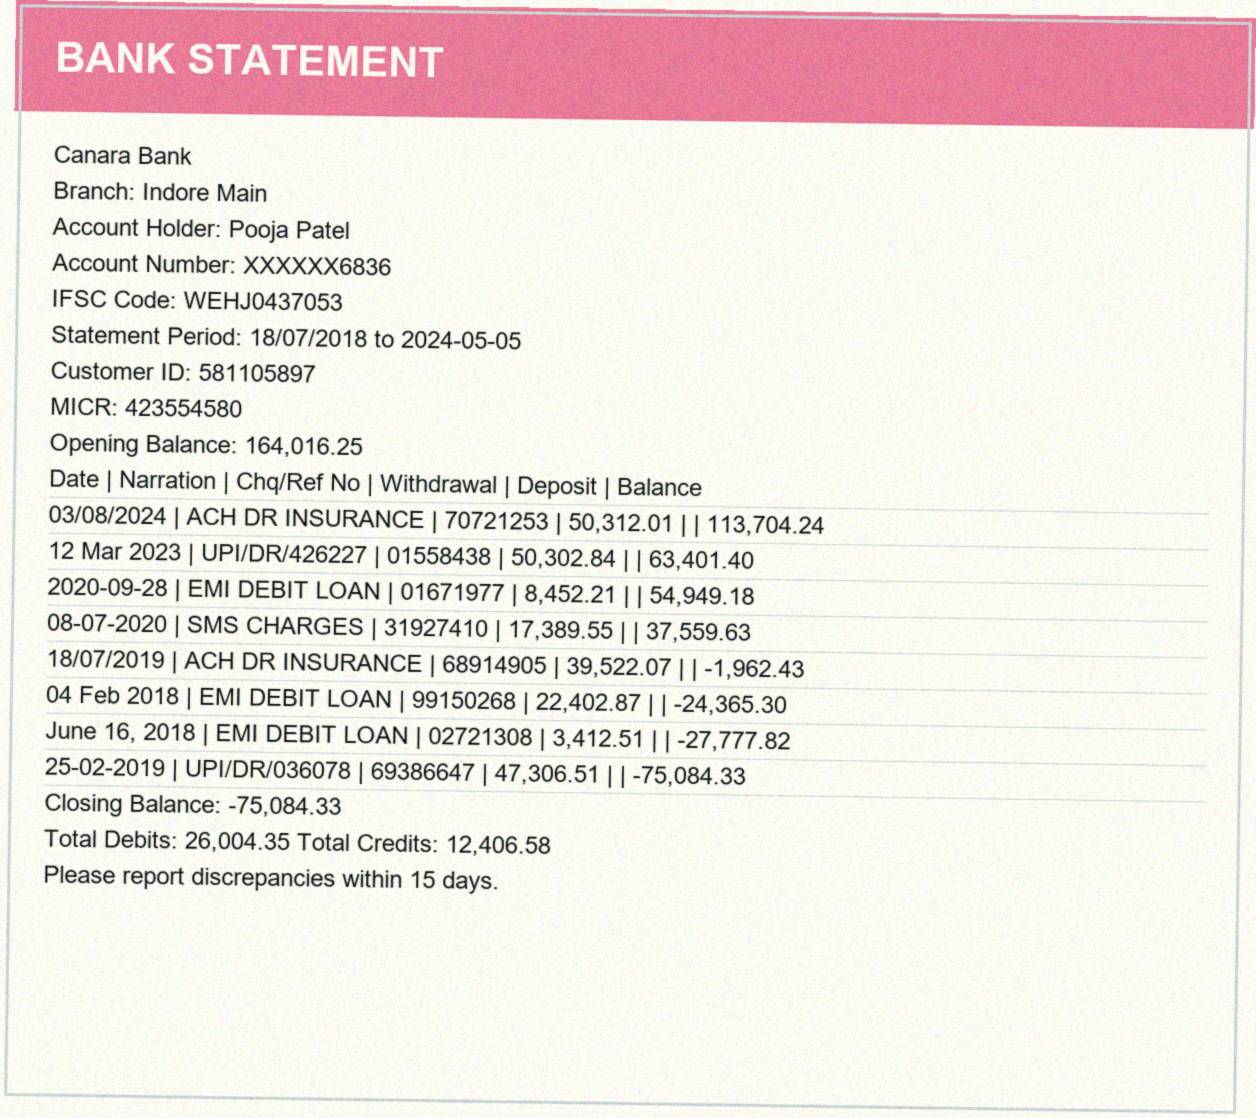 BANK STATEMENT
Canara Bank
Branch: Indore Main
Account Holder: Pooja Patel
Account Number: XXXXXX6836
IFSC Code: WEHJ0437053
Statement Period: 18/07/2018 to 2024-05-05
Customer ID: 581105897
MICR: 423554580
Opening Balance: 164,016.25
Date | Narration | Chq/Ref No | Withdrawal | Deposit | Balance
03/08/2024 | ACH DR INSURANCE | 70721253 | 50,312.01 | | 113,704.24
12 Mar 2023 | UPI/DR/426227 | 01558438 | 50,302.84 | | 63,401.40
2020-09-28 | EMI DEBIT LOAN | 01671977 | 8,452.21 | | 54,949.18
08-07-2020 | SMS CHARGES | 31927410 | 17,389.55 | | 37,559.63
18/07/2019 | ACH DR INSURANCE | 68914905 | 39,522.07 | | -1,962.43
04 Feb 2018 | EMI DEBIT LOAN | 99150268 | 22,402.87 | | -24,365.30
June 16, 2018 | EMI DEBIT LOAN | 02721308 | 3,412.51 | | -27,777.82
25-02-2019 | UPI/DR/036078 | 69386647 | 47,306.51 | | -75,084.33
Closing Balance: -75,084.33
Total Debits: 26,004.35 Total Credits: 12,406.58
Please report discrepancies within 15 days.